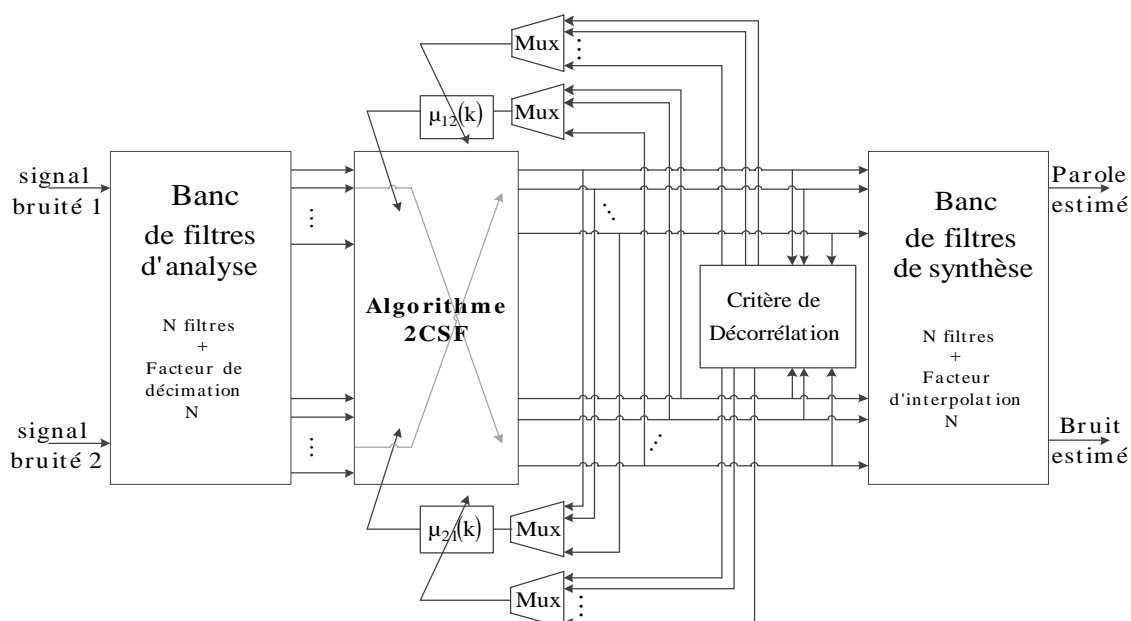 Mux
Mux
μ12(k)
signal
bruité 1
signal
bruité 2
Banc
de filtres
d'analyse
N filtres
+
Facteur de
décimation
N
Algorithme
2CSF
Critère de
Décorrélation
Banc
de filtres
de synthèse
N filtres
+
Facteur
d'interpolation
N
Parole
estimé
Bruit
estimé
μ21(k)
Mux
Mux